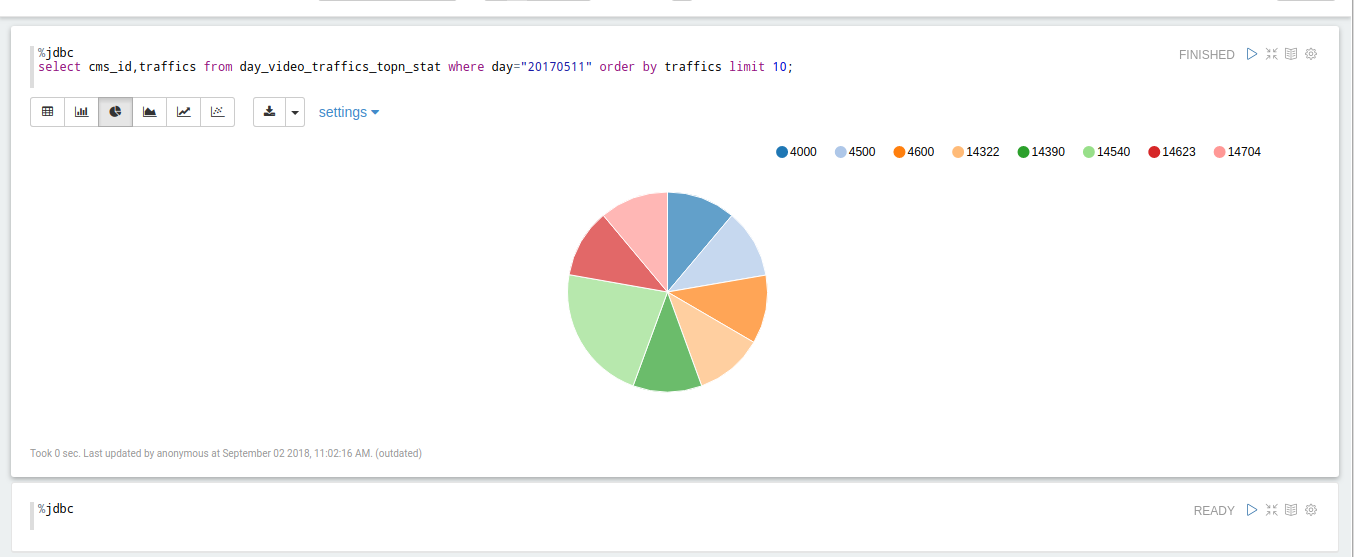 %jdbc
FINISHED
select cms_id,traffics from day_video_traffics_topn_stat where day="20170511" order by traffics limit 10;
settings
4000 4500 4600 14322 14390 14540 14623 14704
Took 0 sec. Last updated by anonymous at September 02 2018, 11:02:16 AM. (outdated)
%jdbc
READY